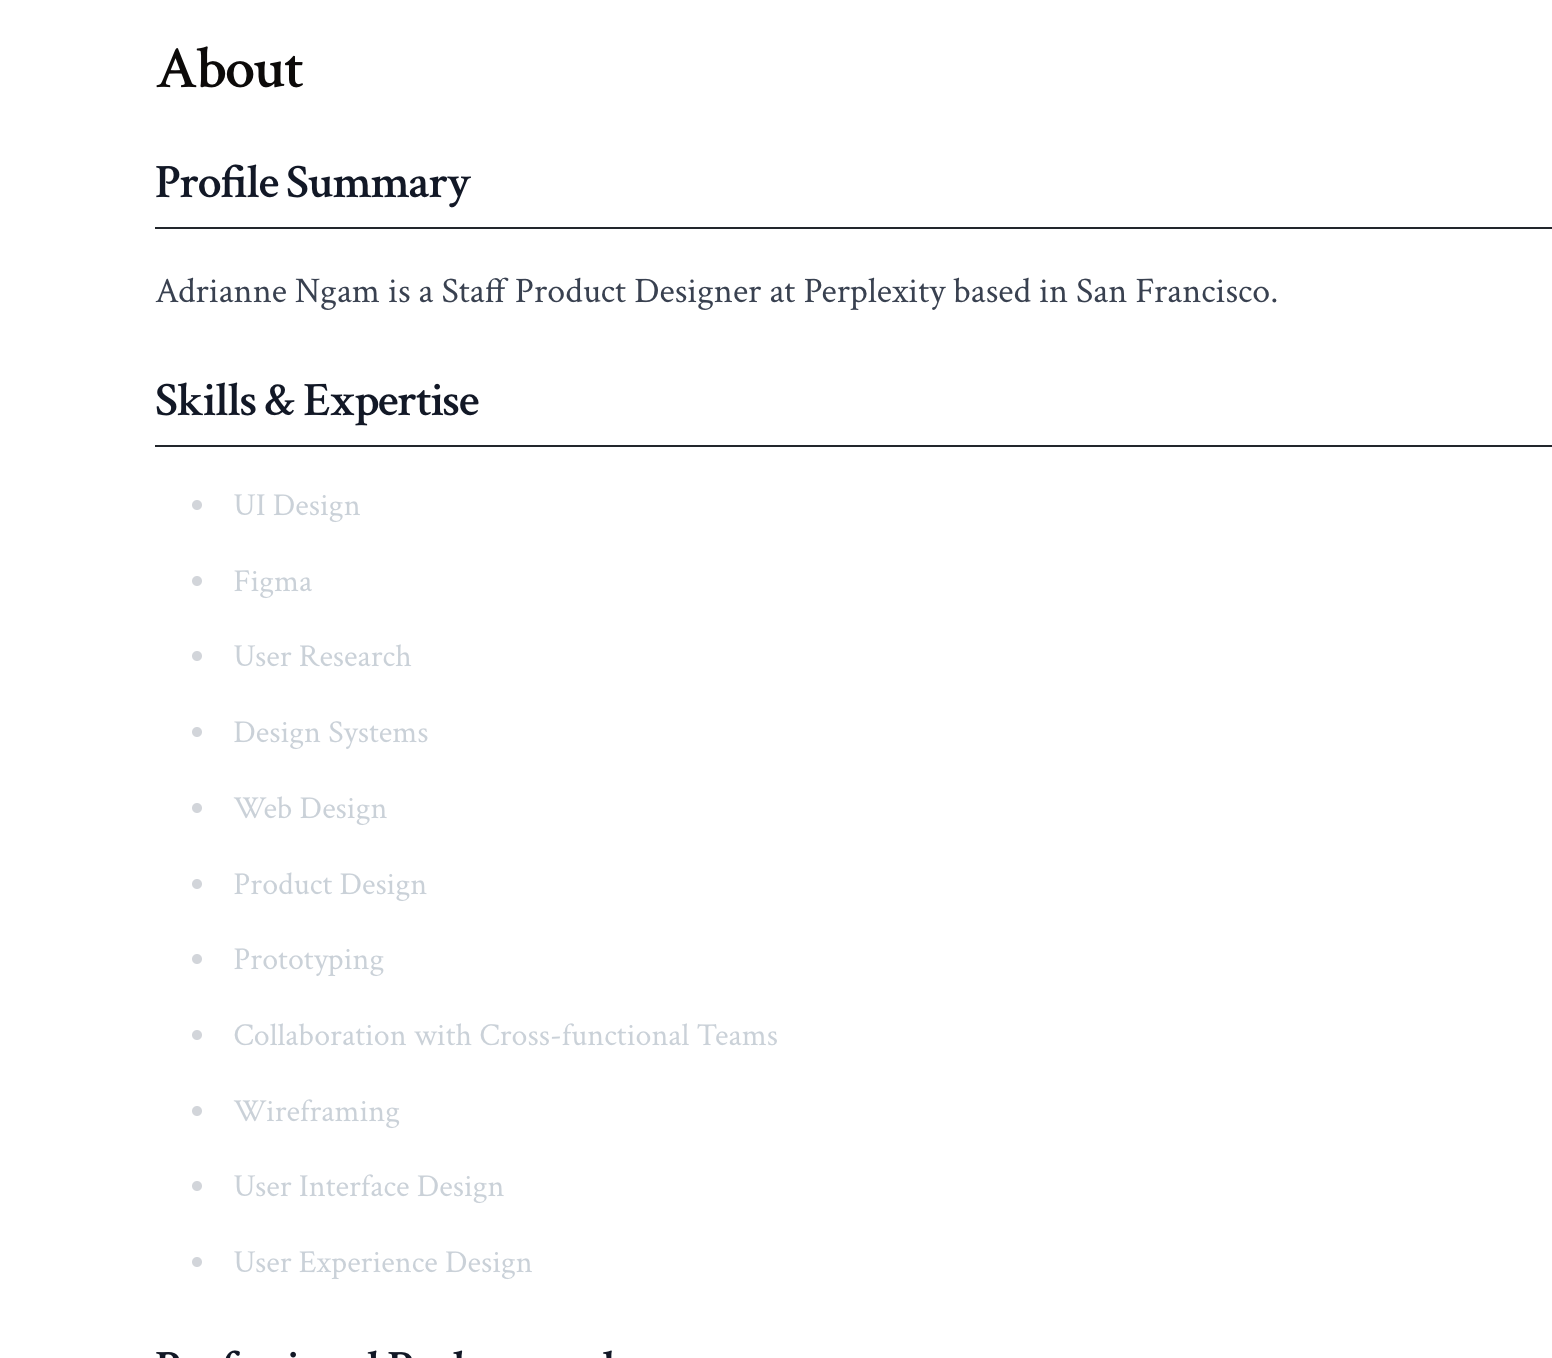 About
Profile Summary
Adrianne Ngam is a Staff Product Designer at Perplexity based in San Francisco.
Skills & Expertise
• UI Design
• Figma
• User Research
• Design Systems
• Web Design
• Product Design
• Prototyping
• Collaboration with Cross-functional Teams
• Wireframing
• User Interface Design
• User Experience Design